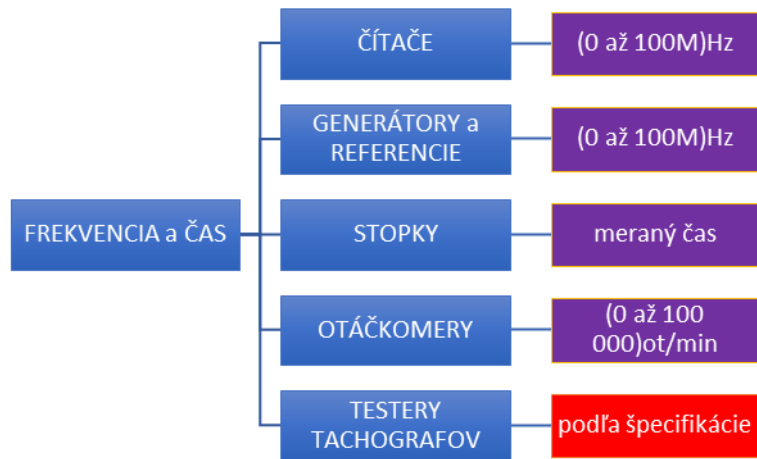 ČÍTAČE
(0 až 100M)Hz
GENERÁTORY a
REFERENCIE
(0 až 100M)Hz
FREKVENCIA a ČAS
STOPKY
meraný čas
OTÁČKOMERY
(0 až 100
000)ot/min
TESTERY
TACHOGRAFOV
podľa špecifikácie